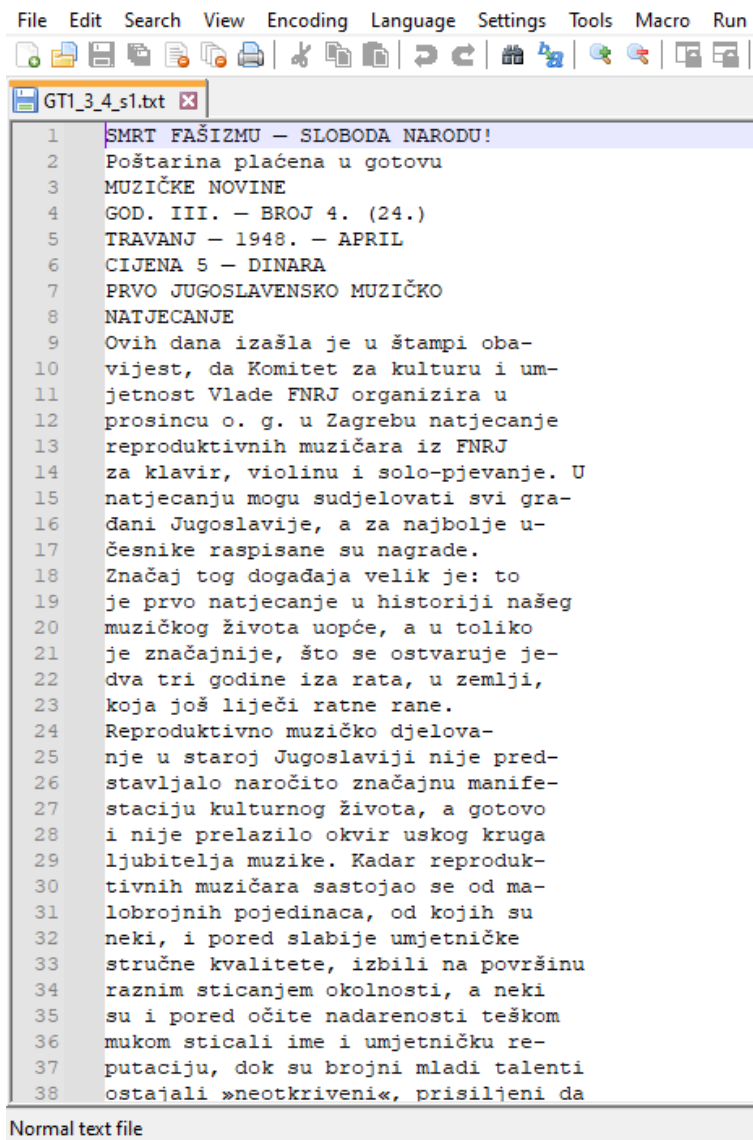 File Edit Search View Encoding Language Settings Tools Macro Run
GT1_3_4_s1.txt
1 SMRT FAŠIZMU — SLOBODA NARODU!
2 Poštarina plaćena u gotovu
3 MUZIČKE NOVINE
4 GOD. III. — BROJ 4. (24.)
5 TRAVANJ — 1948. — APRIL
6 CIJENA 5 — DINARA
7 PRVO JUGOSLAVENSKO MUZIČKO
8 NATJECANJE
9 Ovih dana izašla je u štampi oba-
10 vijest, da Komitet za kulturu i um-
11 jetnost Vlade FNRJ organizira u
12 prosincu o. g. u Zagrebu natjecanje
13 reproduktivnih muzičara iz FNRJ
14 za klavir, violinu i solo-pjevanje. U
15 natjecanju mogu sudjelovati svi gra-
16 đani Jugoslavije, a za najbolje u-
17 česnike raspisane su nagrade.
18 Značaj tog događaja velik je: to
19 je prvo natjecanje u historiji našeg
20 muzičkog života uopće, a u toliko
21 je značajnije, što se ostvaruje je-
22 dva tri godine iza rata, u zemlji,
23 koja još liječi ratne rane.
24 Reproduktivno muzičko djelova-
25 nje u staroj Jugoslaviji nije pred-
26 stavljalo naročito značajnu manife-
27 staciju kulturnog života, a gotovo
28 i nije prelazilo okvir uskog kruga
29 ljubitelja muzike. Kadar reproduk-
30 tivnih muzičara sastojao se od ma-
31 lobrojnih pojedinaca, od kojih su
32 neki, i pored slabije umjetničke
33 stručne kvalitete, izbili na površinu
34 raznim sticanjem okolnosti, a neki
35 su i pored očite nadarenosti teškom
36 mukom sticali ime i umjetničku re-
37 putaciju, dok su brojni mladi talenti
38 ostajali »neotkriveni«, prisiljeni da
Normal text file